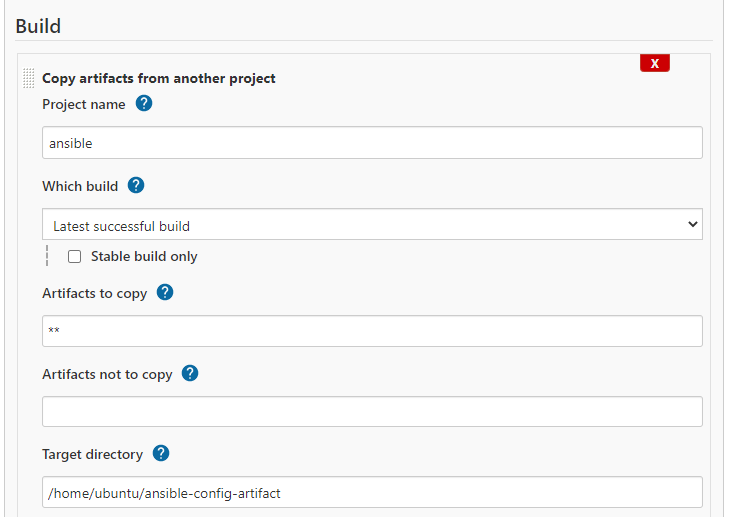 Build
X
Copy artifacts from another project
Project name ?
ansible
Which build ?
Latest successful build
Stable build only
Artifacts to copy ?
**
Artifacts not to copy ?
Target directory ?
/home/ubuntu/ansible-config-artifact